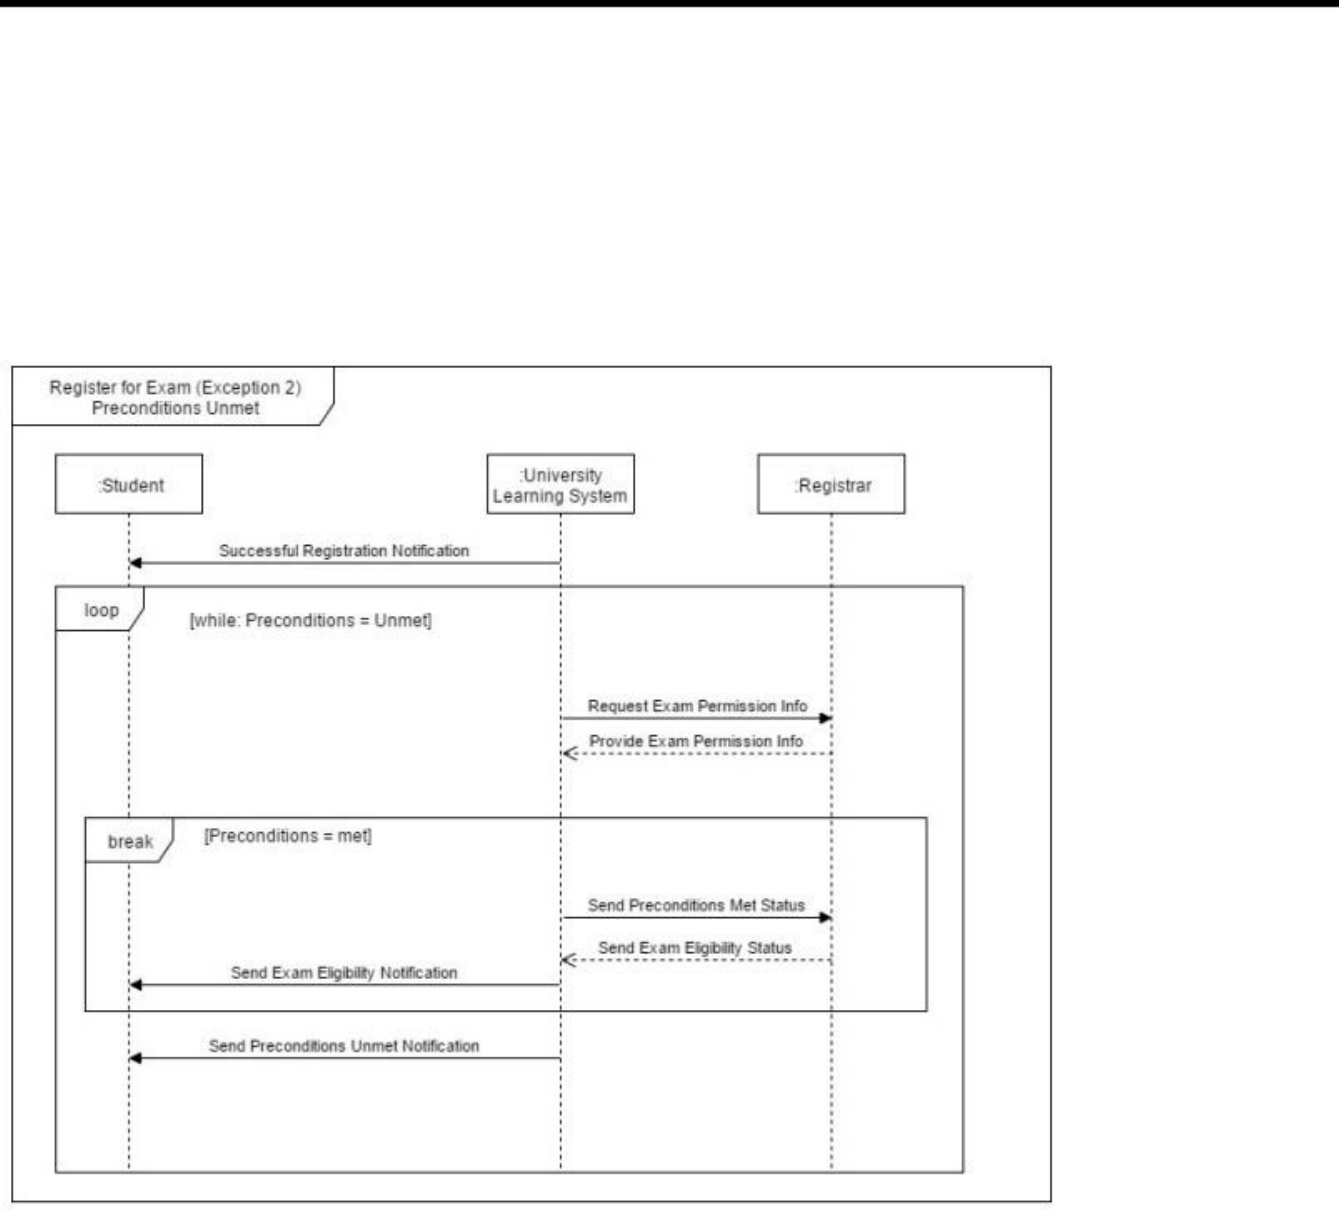 Register for Exam (Exception 2)
Preconditions Unmet
:Student
:University
Learning System
:Registrar
Successful Registration Notification
loop
[while: Preconditions = Unmet]
Request Exam Permission Info
Provide Exam Permission Info
break
[Preconditions = met]
Send Preconditions Met Status
Send Exam Eligibility Status
Send Exam Eligibility Notification
Send Preconditions Unmet Notification